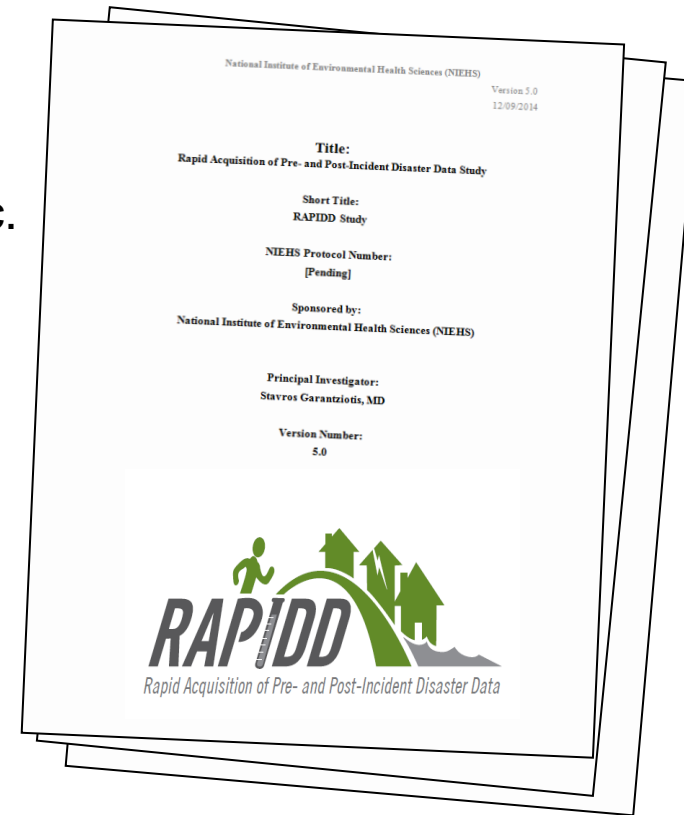 National Institute of Environmental Health Sciences (NIEHS)
Version 5.0
12/09/2014
Title:
Rapid Acquisition of Pre- and Post-Incident Disaster Data Study
Short Title:
RAPIDD Study
NIEHS Protocol Number:
[Pending]
Sponsored by:
National Institute of Environmental Health Sciences (NIEHS)
Principal Investigator:
Stavros Garantziotis, MD
Version Number:
5.0
RAPIDD
Rapid Acquisition of Pre- and Post-Incident Disaster Data